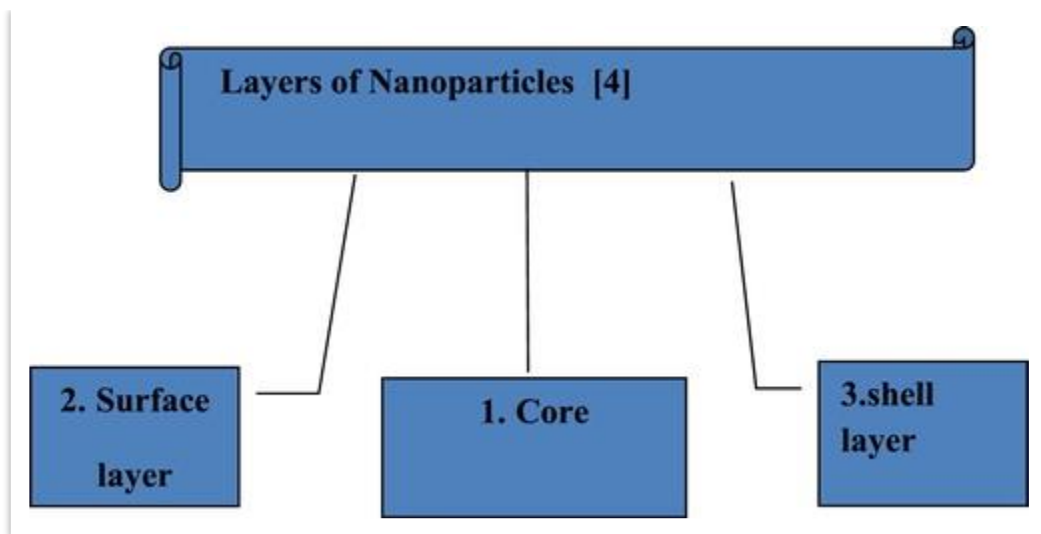 Layers of Nanoparticles [4]
2. Surface
layer
1. Core
3.shell
layer